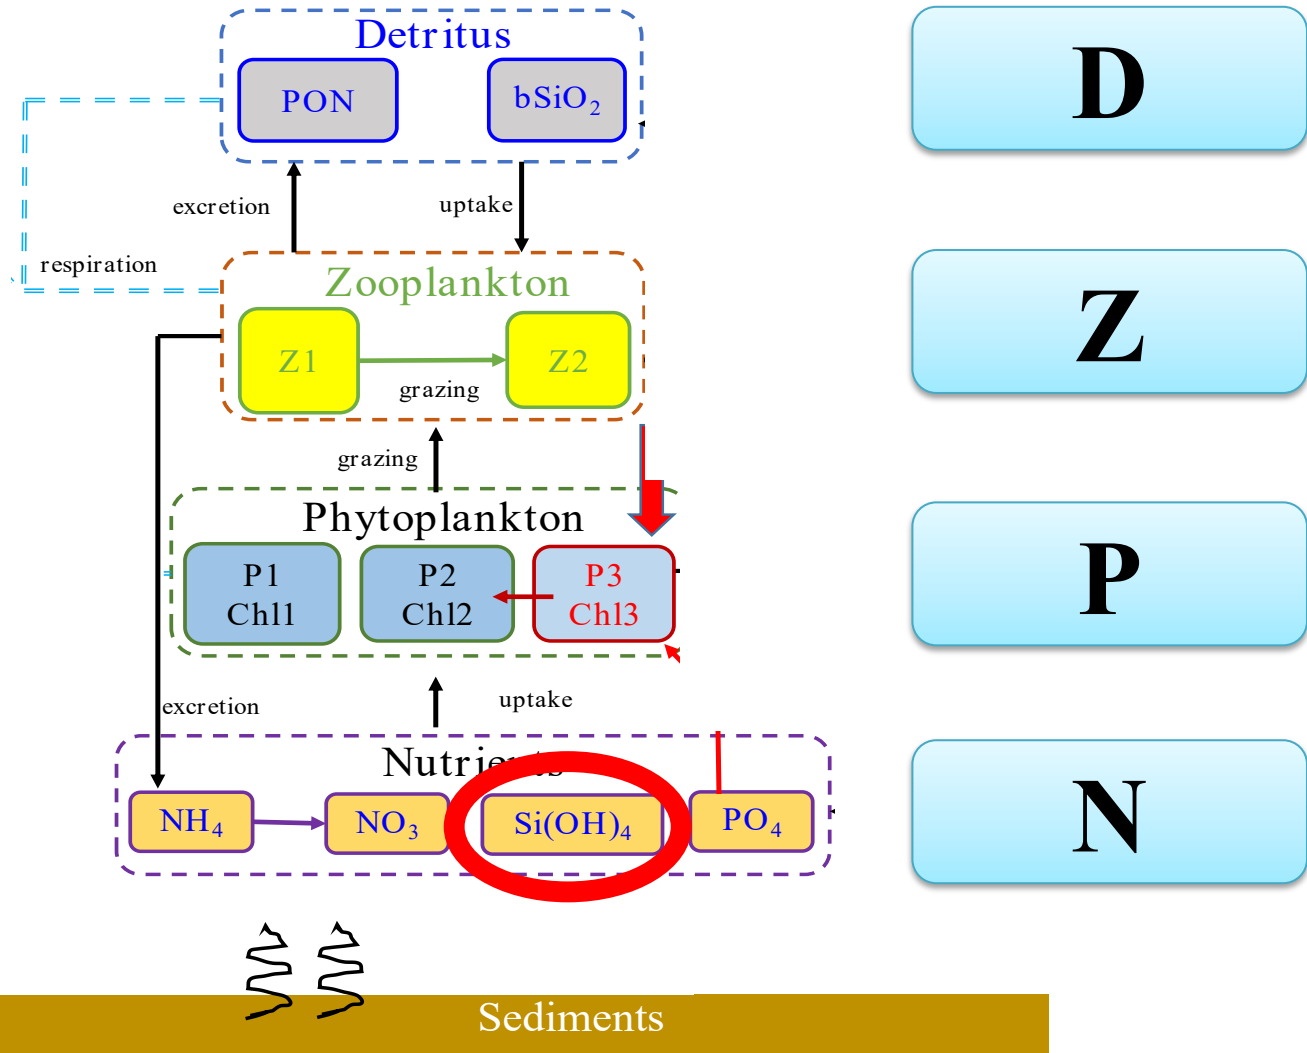 Detritus
PON
bSiO₂
D
excretion
uptake
respiration
Zooplankton
Z1
Z2
grazing
Z
grazing
Phytoplankton
P1
Chl1
P2
Chl2
P3
Chl3
P
excretion
uptake
Nutrients
NH₄
NO₃
Si(OH)₄
PO₄
N
Sediments